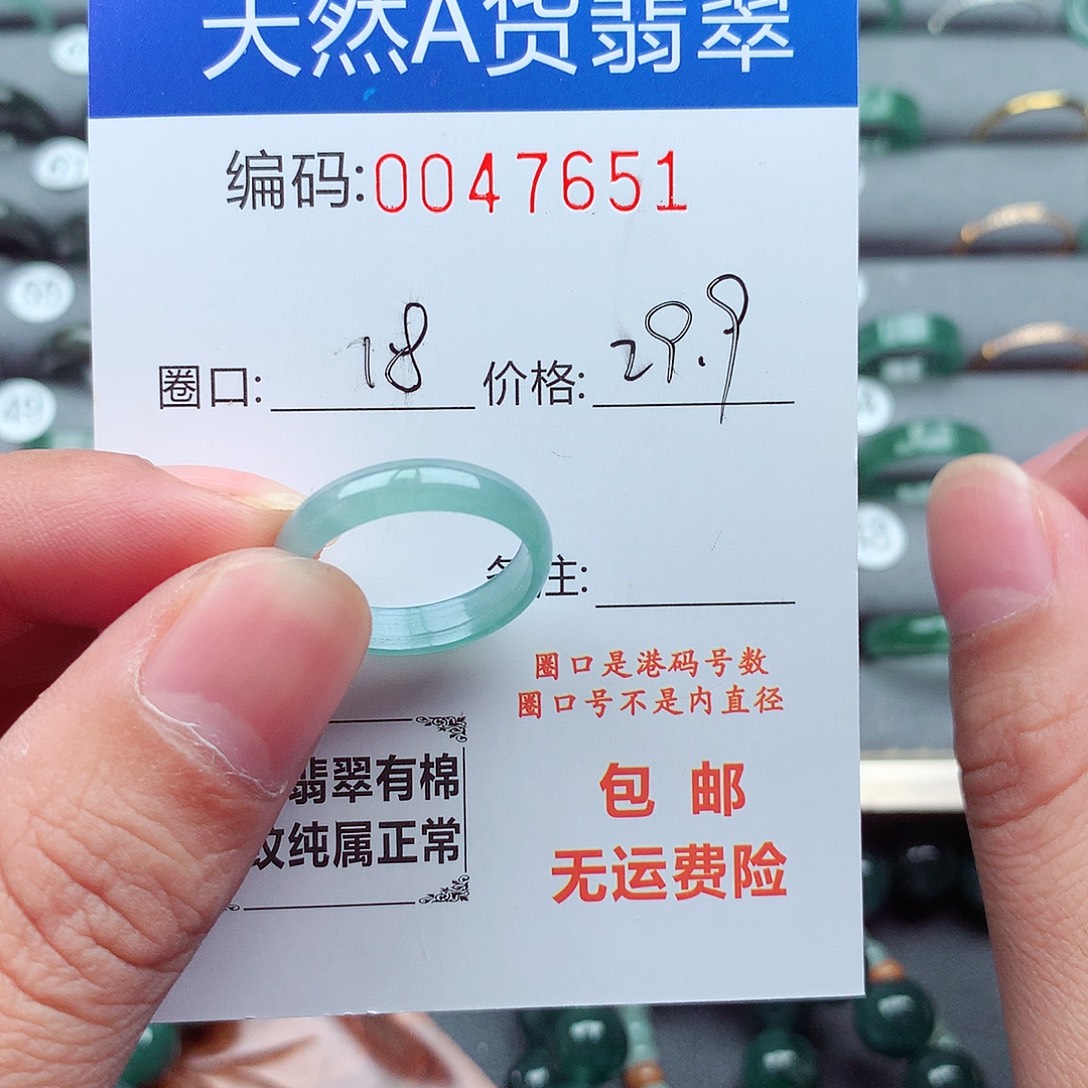 天然A货翡翠
编码:0047651
圈口: 18 价格: 29.9
备注:
圈口是港码号数
圈口号不是内直径
翡翠有棉
纹纯属正常
包邮
无运费险
49